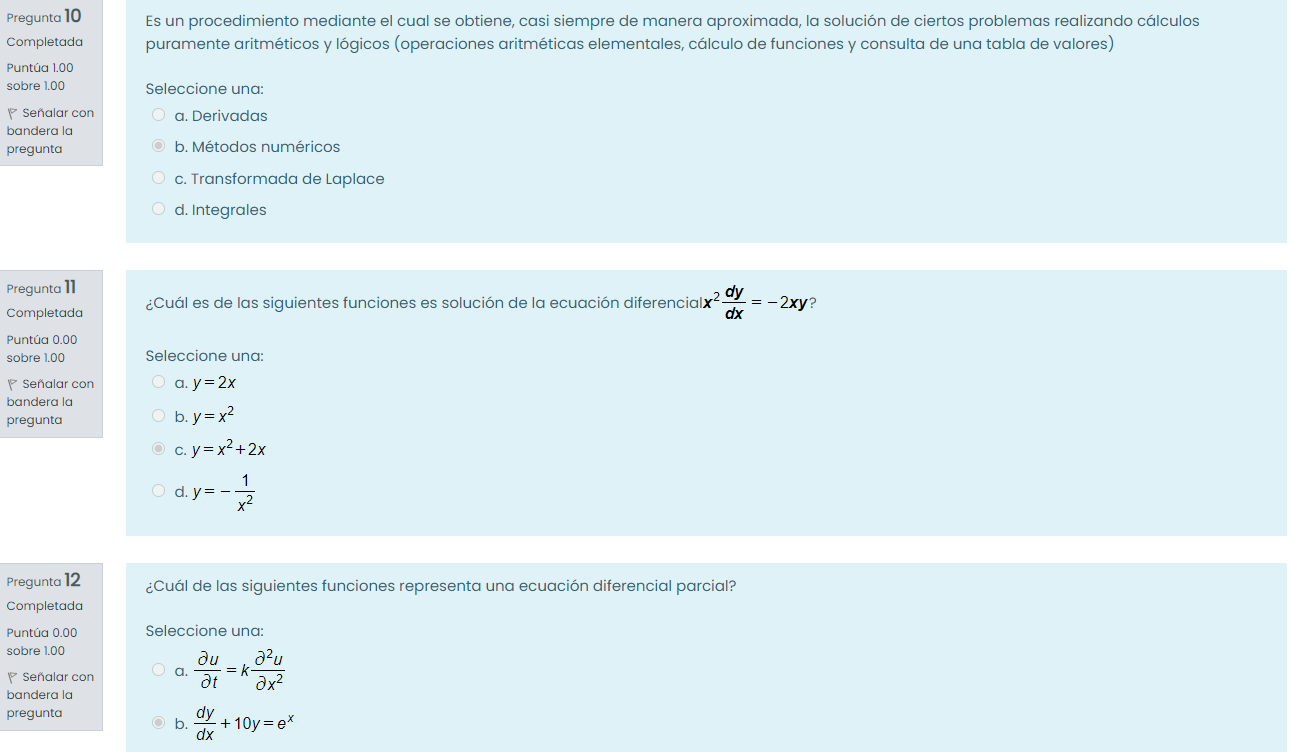 Pregunta 10
Completada
Puntúa 1.00
sobre 1.00
Señalar con
bandera la
pregunta
Es un procedimiento mediante el cual se obtiene, casi siempre de manera aproximada, la solución de ciertos problemas realizando cálculos
puramente aritméticos y lógicos (operaciones aritméticas elementales, cálculo de funciones y consulta de una tabla de valores)
Seleccione una:
a. Derivadas
b. Métodos numéricos
c. Transformada de Laplace
d. Integrales
Pregunta 11
Completada
Puntúa 0.00
sobre 1.00
Señalar con
bandera la
pregunta
¿Cuál es de las siguientes funciones es solución de la ecuación diferencial x² dy/dx = −2xy?
Seleccione una:
a. y = 2x
b. y = x²
c. y = x² + 2x
d. y = − 1/x²
Pregunta 12
Completada
Puntúa 0.00
sobre 1.00
Señalar con
bandera la
pregunta
¿Cuál de las siguientes funciones representa una ecuación diferencial parcial?
Seleccione una:
a. ∂u/∂t = k ∂²u/∂x²
b. dy/dx + 10y = eˣ